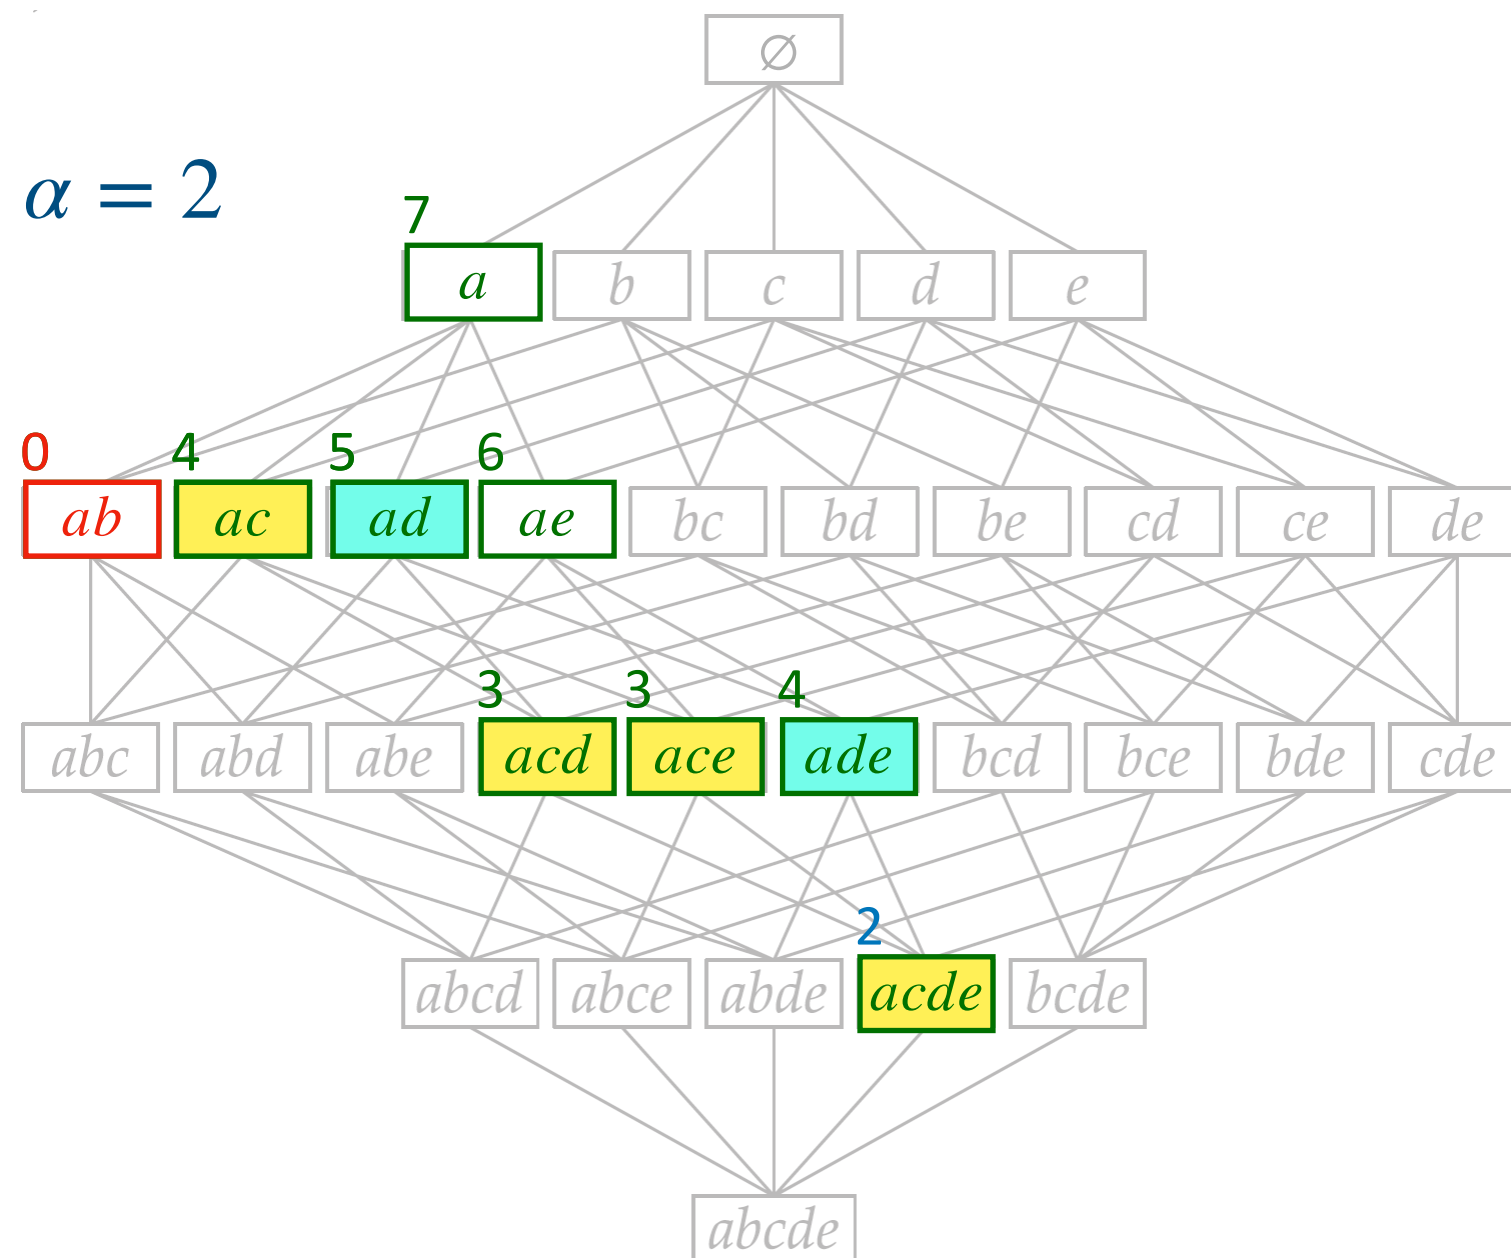 ∅
α = 2
7
a b c d e
0 4 5 6
ab ac ad ae bc bd be cd ce de
3 3 4
abc abd abe acd ace ade bcd bce bde cde
2
abcd abce abde acde bcde
abcde